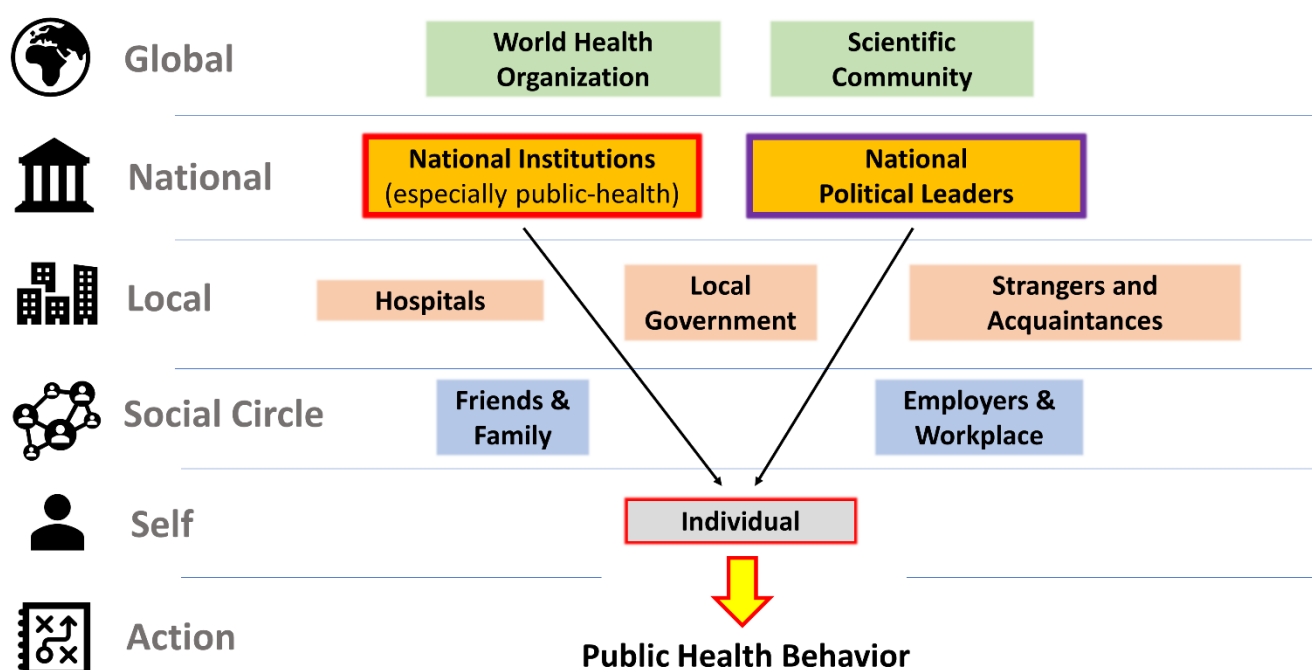 Global
World Health
Organization
Scientific
Community
National
National Institutions
(especially public-health)
National
Political Leaders
Local
Hospitals
Local
Government
Strangers and
Acquaintances
Social Circle
Friends &
Family
Employers &
Workplace
Self
Individual
Action
Public Health Behavior